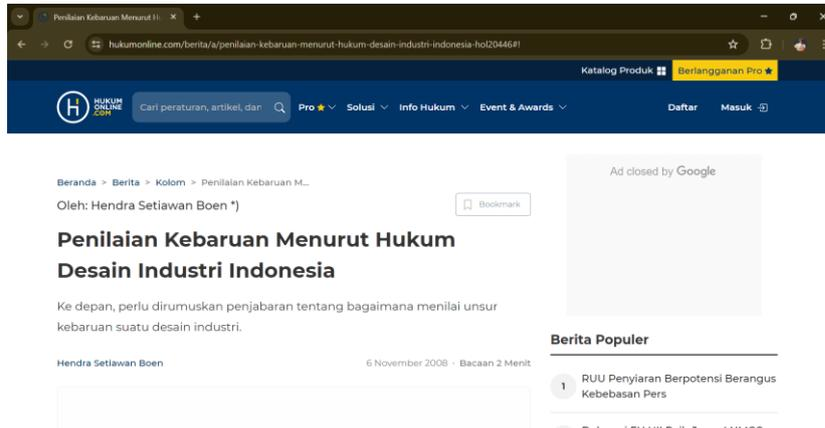 Penilaian Kebaruan Menurut Hu
hukumonline.com/berita/a/penilaian-kebaruan-menurut-hukum-desain-industri-indonesia-hol20446#!
Katalog Produk
Berlangganan Pro
HUKUM
ONLINE
.COM
Cari peraturan, artikel, dan
Pro
Solusi
Info Hukum
Event & Awards
Daftar
Masuk
Beranda > Berita > Kolom > Penilaian Kebaruan M...
Oleh: Hendra Setiawan Boen *)
Bookmark
Penilaian Kebaruan Menurut Hukum
Desain Industri Indonesia
Ke depan, perlu dirumuskan penjabaran tentang bagaimana menilai unsur
kebaruan suatu desain industri.
Hendra Setiawan Boen
6 November 2008 · Bacaan 2 Menit
Ad closed by Google
Berita Populer
1
RUU Penyiaran Berpotensi Berangus
Kebebasan Pers